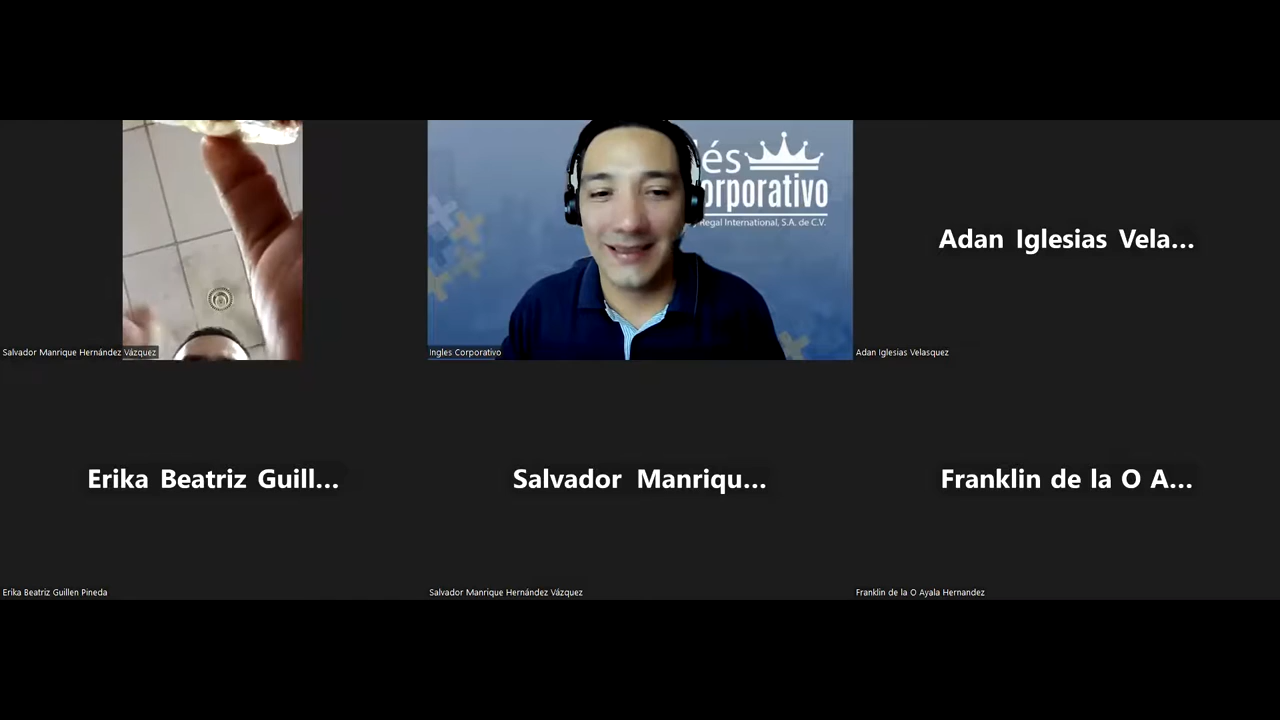 Salvador Manrique Hernández Vázquez
és
orporativo
Regal International, S.A. de C.V.
Ingles Corporativo
Adan Iglesias Vela...
Adan Iglesias Velasquez
Erika Beatriz Guill...
Erika Beatriz Guillen Pineda
Salvador Manriqu...
Salvador Manrique Hernández Vázquez
Franklin de la O A...
Franklin de la O Ayala Hernandez